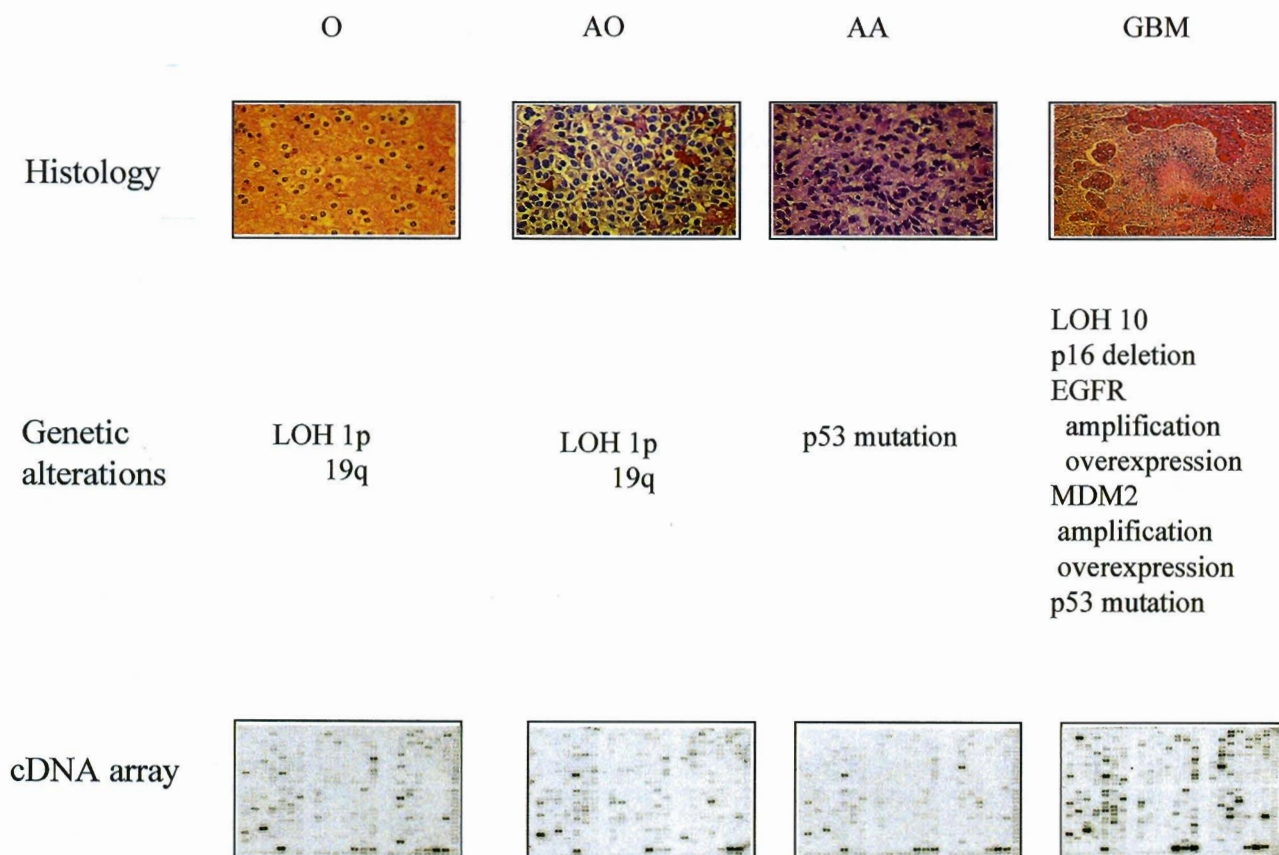 O AO AA GBM
Histology
Genetic
alterations
LOH 1p
19q
LOH 1p
19q
p53 mutation
LOH 10
p16 deletion
EGFR
amplification
overexpression
MDM2
amplification
overexpression
p53 mutation
cDNA array